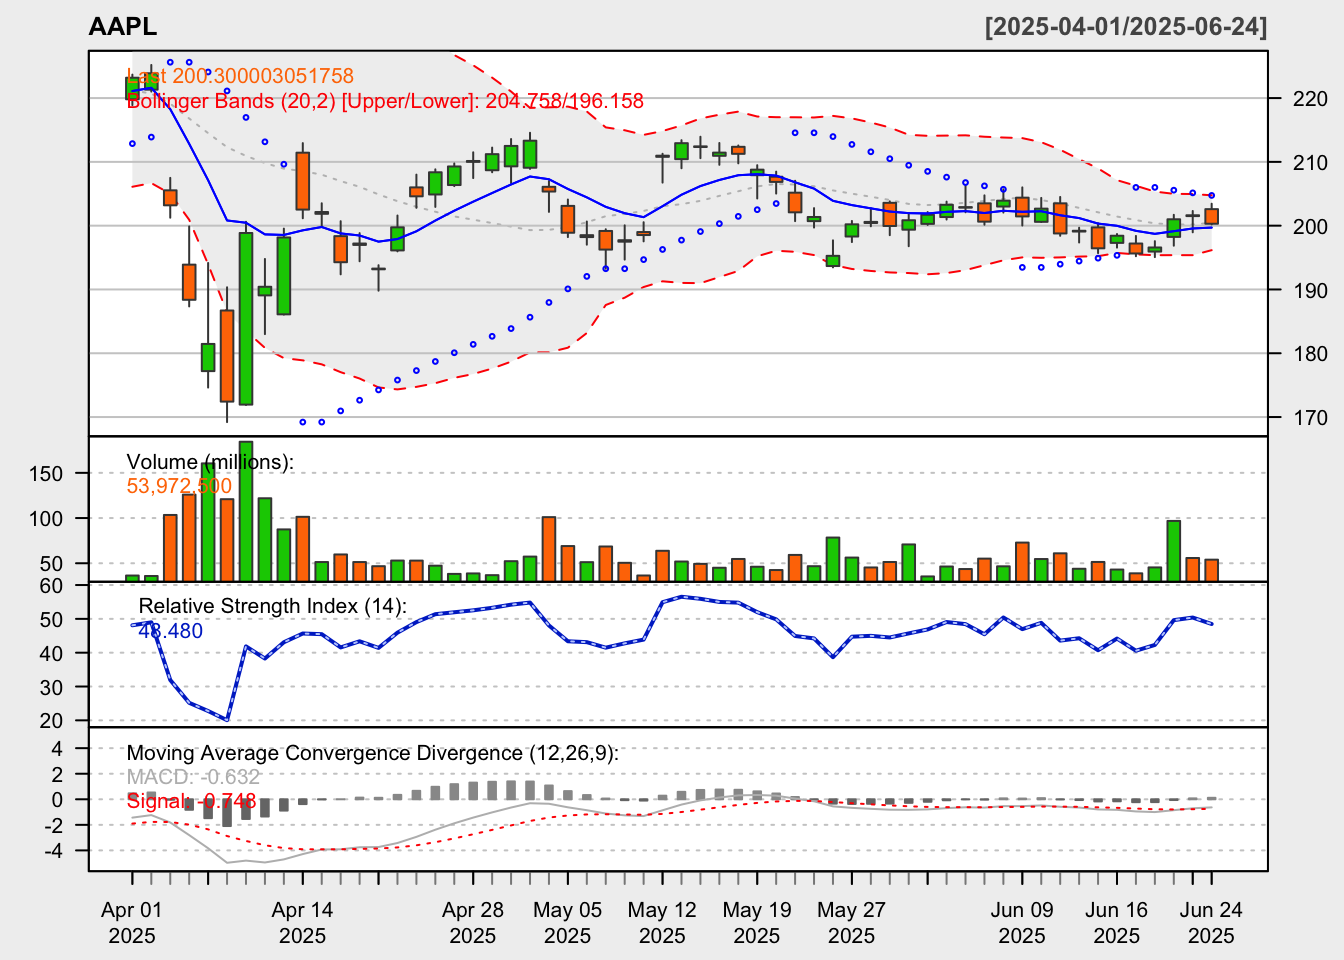 AAPL [2025-04-01/2025-06-24]
Last 200.300003051758
Bollinger Bands (20,2) [Upper/Lower]: 204.758/196.158
220
210
200
190
180
170
Volume (millions):
53,972,500
150
100
50
Relative Strength Index (14):
48.480
60
50
40
30
20
Moving Average Convergence Divergence (12,26,9):
MACD: -0.632
Signal: -0.748
4
2
0
-2
-4
Apr 01 Apr 14 Apr 28 May 05 May 12 May 19 May 27 Jun 09 Jun 16 Jun 24
2025 2025 2025 2025 2025 2025 2025 2025 2025 2025